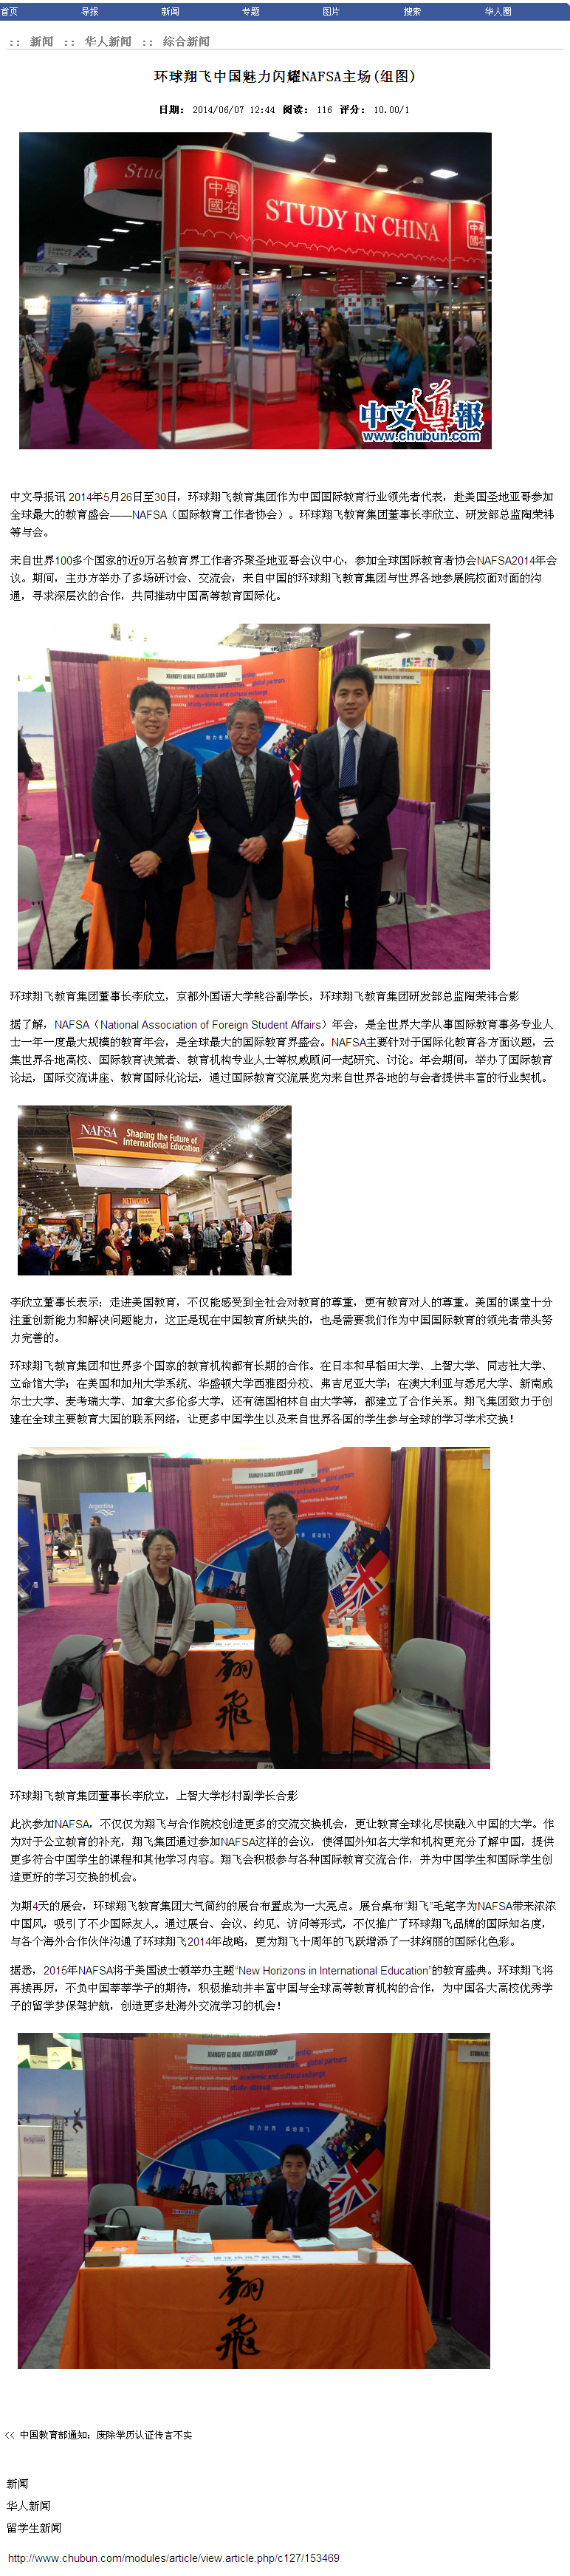 首页 导报 新闻 专题 图片 搜索 华人圈
:: 新闻 :: 华人新闻 :: 综合新闻
环球翔飞中国魅力闪耀NAFSA主场(组图)
日期: 2014/06/07 12:44 阅读: 116 评分: 10.00/1
Study
中學
國在
STUDY IN CHINA
中文導報
www.chubun.com
中文导报讯 2014年5月26日至30日，环球翔飞教育集团作为中国国际教育行业领先者代表，赴美国圣地亚哥参加
全球最大的教育盛会——NAFSA（国际教育工作者协会）。环球翔飞教育集团董事长李欣立、研发部总监陶荣祎
等与会。
来自世界100多个国家的近9万名教育界工作者齐聚圣地亚哥会议中心，参加全球国际教育者协会NAFSA2014年会
议。期间，主办方举办了多场研讨会、交流会，来自中国的环球翔飞教育集团与世界各地参展院校面对面的沟
通，寻求深层次的合作，共同推动中国高等教育国际化。
XIANGFEI GLOBAL EDUCATION GROUP
环球翔飞教育集团董事长李欣立，京都外国语大学熊谷副学长，环球翔飞教育集团研发部总监陶荣祎合影
据了解，NAFSA（National Association of Foreign Student Affairs）年会，是全世界大学从事国际教育事务专业人
士一年一度最大规模的教育年会，是全球最大的国际教育界盛会。NAFSA主要针对于国际化教育各方面议题，云
集世界各地高校、国际教育决策者、教育机构专业人士等权威顾问一起研究、讨论。年会期间，举办了国际教育
论坛，国际交流讲座、教育国际化论坛，通过国际教育交流展览为来自世界各地的与会者提供丰富的行业契机。
NAFSA
Shaping the Future of
International Education
NETWORKS
李欣立董事长表示：走进美国教育，不仅能感受到全社会对教育的尊重，更有教育对人的尊重。美国的课堂十分
注重创新能力和解决问题能力，这正是现在中国教育所缺失的，也是需要我们作为中国国际教育的领先者带头努
力完善的。
环球翔飞教育集团和世界多个国家的教育机构都有长期的合作。在日本和早稻田大学、上智大学、同志社大学、
立命馆大学；在美国和加州大学系统、华盛顿大学西雅图分校、弗吉尼亚大学；在澳大利亚与悉尼大学、新南威
尔士大学、麦考瑞大学、加拿大多伦多大学，还有德国柏林自由大学等，都建立了合作关系。翔飞集团致力于创
建在全球主要教育大国的联系网络，让更多中国学生以及来自世界各国的学生参与全球的学习学术交换！
Argentina
XIANGFEI GLOBAL EDUCATION GROUP
翔飛
环球翔飞教育集团董事长李欣立，上智大学杉村副学长合影
此次参加NAFSA，不仅仅为翔飞与合作院校创造更多的交流交换机会，更让教育全球化尽快融入中国的大学。作
为对于公立教育的补充，翔飞集团通过参加NAFSA这样的会议，使得国外知名大学和机构更充分了解中国，提供
更多符合中国学生的课程和其他学习内容。翔飞会积极参与各种国际教育交流合作，并为中国学生和国际学生创
造更好的学习交换的机会。
为期4天的展会，环球翔飞教育集团大气简约的展台布置成为一大亮点。展台桌布“翔飞”毛笔字为NAFSA带来浓浓
中国风，吸引了不少国际友人。通过展台、会议、约见、访问等形式，不仅推广了环球翔飞品牌的国际知名度，
与各个海外合作伙伴沟通了环球翔飞2014年战略，更为翔飞十周年的飞跃增添了一抹绚丽的国际化色彩。
据悉，2015年NAFSA将于美国波士顿举办主题“New Horizons in International Education”的教育盛典。环球翔飞将
再接再厉，不负中国莘莘学子的期待，积极推动并丰富中国与全球高等教育机构的合作，为中国各大高校优秀学
子的留学梦保驾护航，创造更多赴海外交流学习的机会！
XIANGFEI GLOBAL EDUCATION GROUP
翔飛
<< 中国教育部通知：废除学历认证传言不实
新闻
华人新闻
留学生新闻
http://www.chubun.com/modules/article/view.article.php/c127/153469